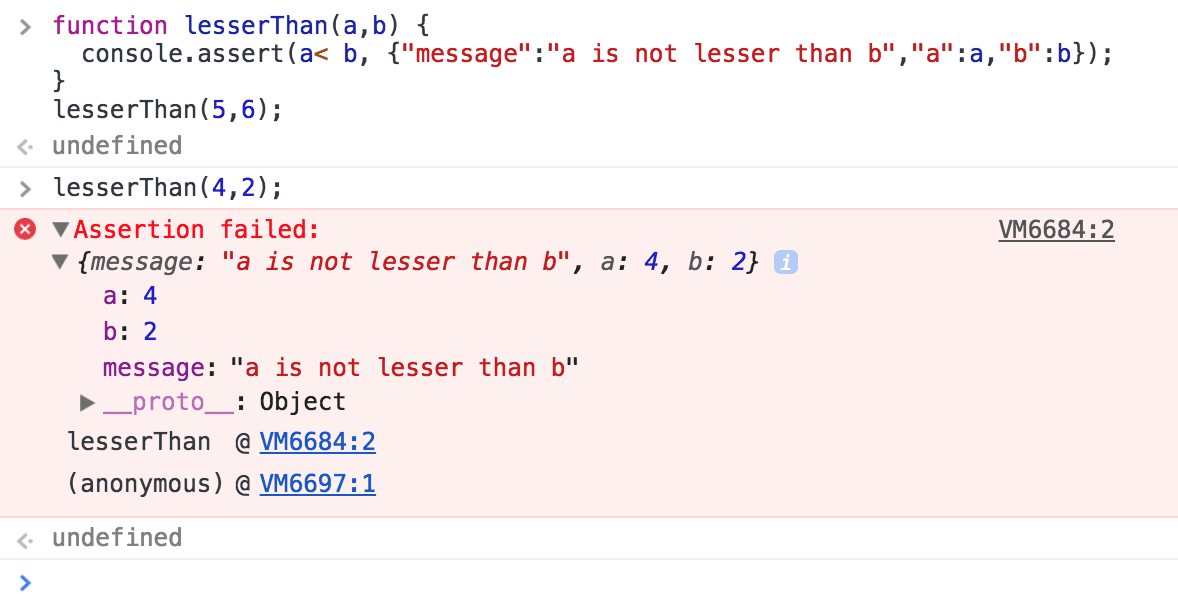 function lesserThan(a,b) {
  console.assert(a< b, {"message":"a is not lesser than b","a":a,"b":b});
}
lesserThan(5,6);
undefined
lesserThan(4,2);
Assertion failed: VM6684:2
{message: "a is not lesser than b", a: 4, b: 2} i
a: 4
b: 2
message: "a is not lesser than b"
__proto__: Object
lesserThan @ VM6684:2
(anonymous) @ VM6697:1
undefined